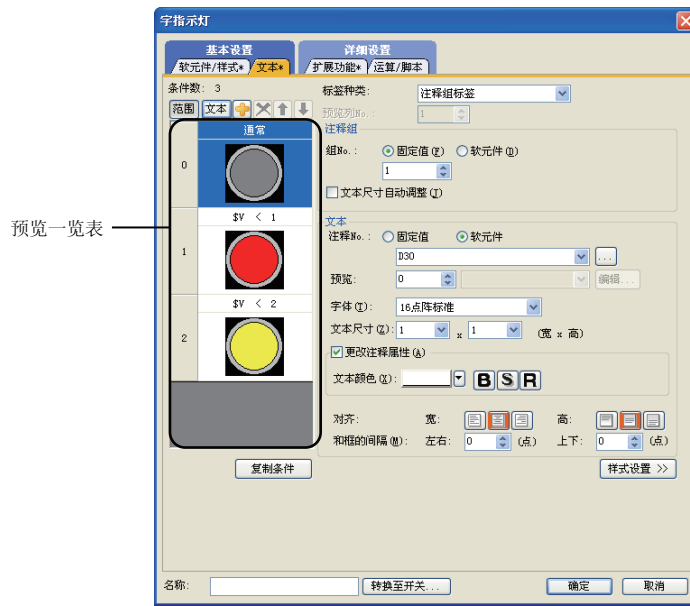 字指示灯
基本设置 详细设置
软元件/样式* 文本* 扩展功能* 运算/脚本
条件数: 3
范围 文本
通常
0
$V < 1
1
$V < 2
2
预览一览表
复制条件
标签种类: 注释组标签
预览列No.: 1
注释组
组No.: 固定值(F) 软元件(D)
1
文本尺寸自动调整(T)
文本
注释No.: 固定值 软元件
D30 ...
预览: 0 编辑...
字体(I): 16点阵标准
文本尺寸(Z): 1 x 1 (宽 x 高)
更改注释属性(A)
文本颜色(X): B S R
对齐: 宽: 高:
和框的间隔(M): 左右: 0 (点) 上下: 0 (点)
样式设置 >>
名称: 转换至开关... 确定 取消